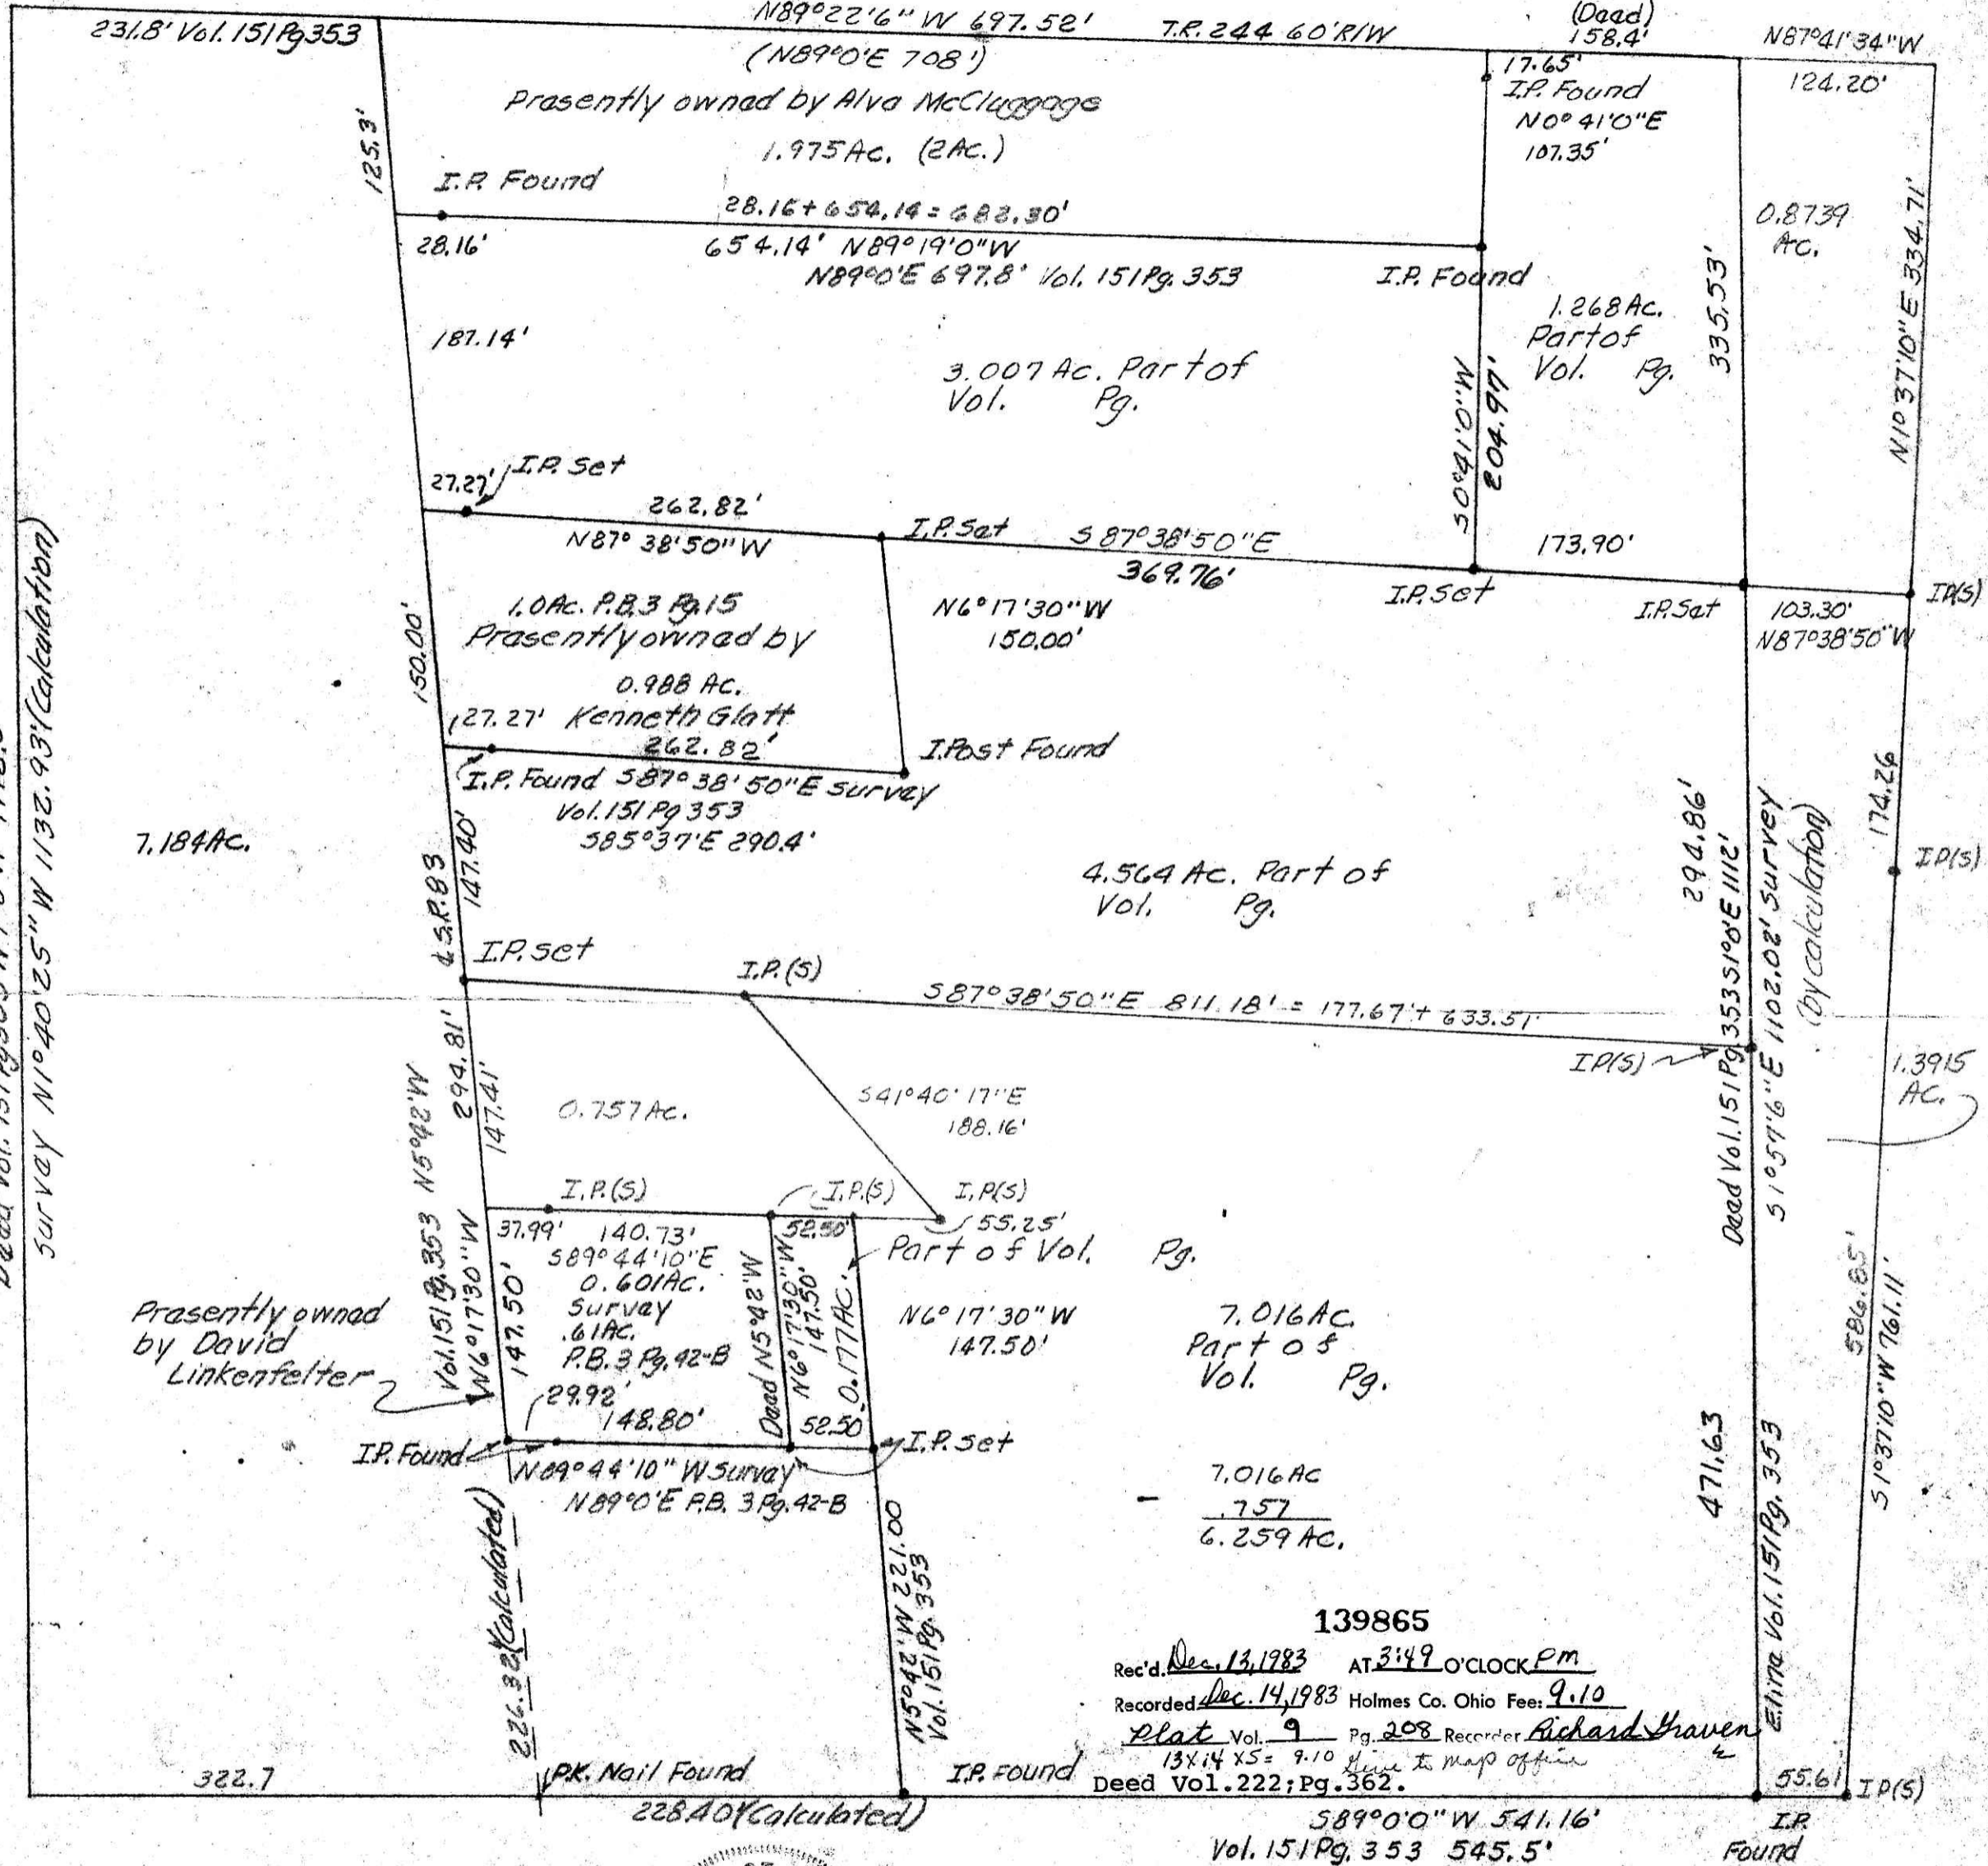 N89°22'6"W 697.52'
T.R. 244 60'R/W
(Deed)
158.4'
N87°41'34"W
231.8' Vol. 151 Pg 353
(N89°0'E 708')
17.65'
I.P. Found
N0°41'0"E
107.35'
124.20'
Presently owned by Alva McCluggage
1.975 Ac. (2Ac.)
125.3'
I.P. Found
28.16 + 654.14 = 682.30'
28.16'
654.14' N89°19'0"W
N89°0'E 697.8' Vol. 151 Pg. 353
I.P. Found
0.8739
Ac.
N1°37'10"E 334.71'
335.53'
1.268 Ac.
Part of
Vol. Pg.
187.14'
3.007 Ac. Part of
Vol. Pg.
S0°41'0"W
204.97'
27.27'
I.P. Set
262.82'
N87°38'50"W
I.P. Set
S87°38'50"E
369.76'
I.P. Set
173.90'
I.P. Set
103.30'
N87°38'50"W
IP(S)
150.00'
1.0Ac. P.B.3 Pg.15
Presently owned by
0.988 AC.
27.27' Kenneth Glatt
262.82'
N6°17'30"W
150.00'
I.Post Found
I.P. Found S87°38'50"E survey
Vol. 151 Pg 353
S85°37'E 290.4'
Survey N1°40'25"W 1132.93' (Calculation)
7.184 AC.
S.R. 83
147.40'
4.564 Ac. Part of
Vol. Pg.
294.86'
174.26
IP(S)
Deed Vol. 151 Pg. 353 S1°0'E 1112'
S1°57'6"E 1102.02' Survey
(by calculation)
I.P. Set
I.P.(S)
S87°38'50"E 811.18' = 177.67' + 633.51'
IP(S)
1.3915
AC.
Vol. 151 Pg. 353 N5°42'W
294.81'
147.41'
0.757 Ac.
S41°40'17"E
188.16'
I.P.(S)
I.P.(S)
I.P(S)
37.99'
140.73'
52.50'
55.25'
S89°44'10"E
0.601 AC.
Survey
.61AC.
P.B. 3 Pg. 42-B
N6°17'30"W
147.50'
Deed N5°42'W
N6°17'30"W
147.50'
0.177 AC.
Part of Vol. Pg.
N6°17'30"W
147.50'
7.016 AC.
Part of
Vol. Pg.
586.85'
S1°37'10"W 761.11'
Presently owned
by David
Linkenfelter
29.92'
148.80'
52.50
I.P. Found
I.P. Set
N89°44'10"W Survey
N89°0'E P.B. 3 Pg. 42-B
471.63
7.016 AC
- .757
6.259 AC.
226.32' (Calculated)
N5°42'W 221.00
Vol. 151 Pg. 353
Vol. 151 Pg. 353
139865
Rec'd. Dec. 13, 1983 AT 3:49 O'CLOCK PM
Recorded Dec. 14, 1983 Holmes Co. Ohio Fee: 9.10
Plat Vol. 9 Pg. 208 Recorder Richard Graven
13x14 x5= 9.10 Give to map office
Deed Vol.222; Pg.362.
322.7
P.K. Nail Found
I.P. Found
55.61
IP(S)
228.40' (Calculated)
S89°0'0"W 541.16'
Vol. 151 Pg. 353 545.5'
I.P.
Found